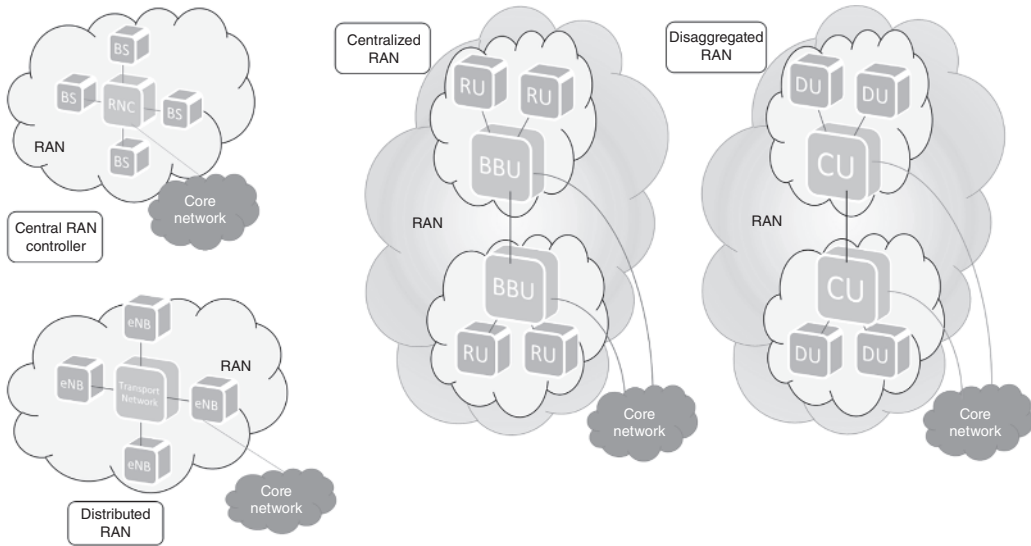 BS
BS
RNC
BS
BS
RAN
Core
network
Central RAN
controller
eNB
eNB
Transport
Network
eNB
eNB
RAN
Core
network
Distributed
RAN
Centralized
RAN
RU
RU
BBU
RAN
BBU
RU
RU
Core
network
Disaggregated
RAN
DU
DU
CU
RAN
CU
DU
DU
Core
network